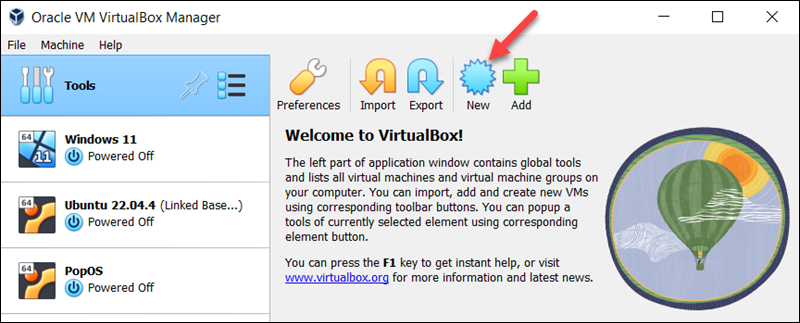 Oracle VM VirtualBox Manager
File Machine Help
Tools
Preferences Import Export New Add
64
11
Windows 11
Powered Off
64
Ubuntu 22.04.4 (Linked Base...)
Powered Off
64
PopOS
Powered Off
Welcome to VirtualBox!
The left part of application window contains global tools
and lists all virtual machines and virtual machine groups on
your computer. You can import, add and create new VMs
using corresponding toolbar buttons. You can popup a
tools of currently selected element using corresponding
element button.
You can press the F1 key to get instant help, or visit
www.virtualbox.org for more information and latest news.